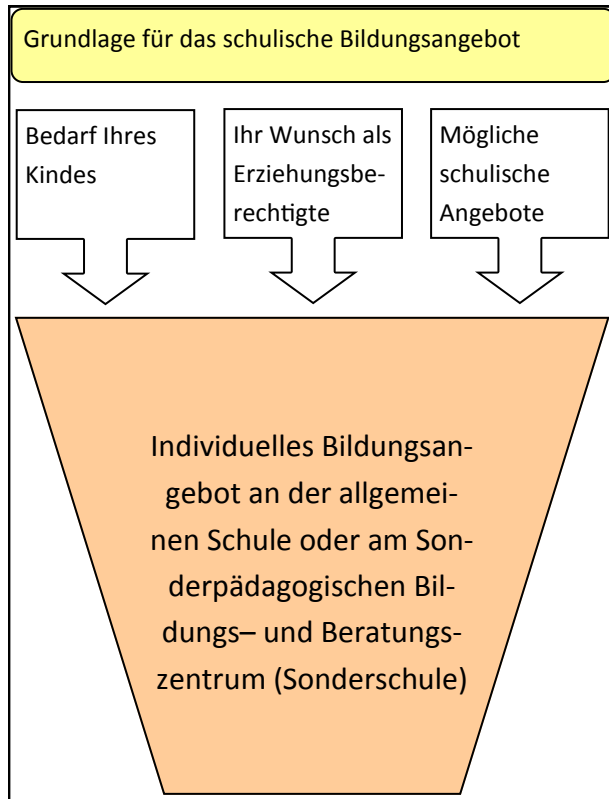 Grundlage für das schulische Bildungsangebot
Bedarf Ihres
Kindes
Ihr Wunsch als
Erziehungsbe-
rechtigte
Mögliche
schulische
Angebote
Individuelles Bildungsan-
gebot an der allgemei-
nen Schule oder am Son-
derpädagogischen Bil-
dungs– und Beratungs-
zentrum (Sonderschule)